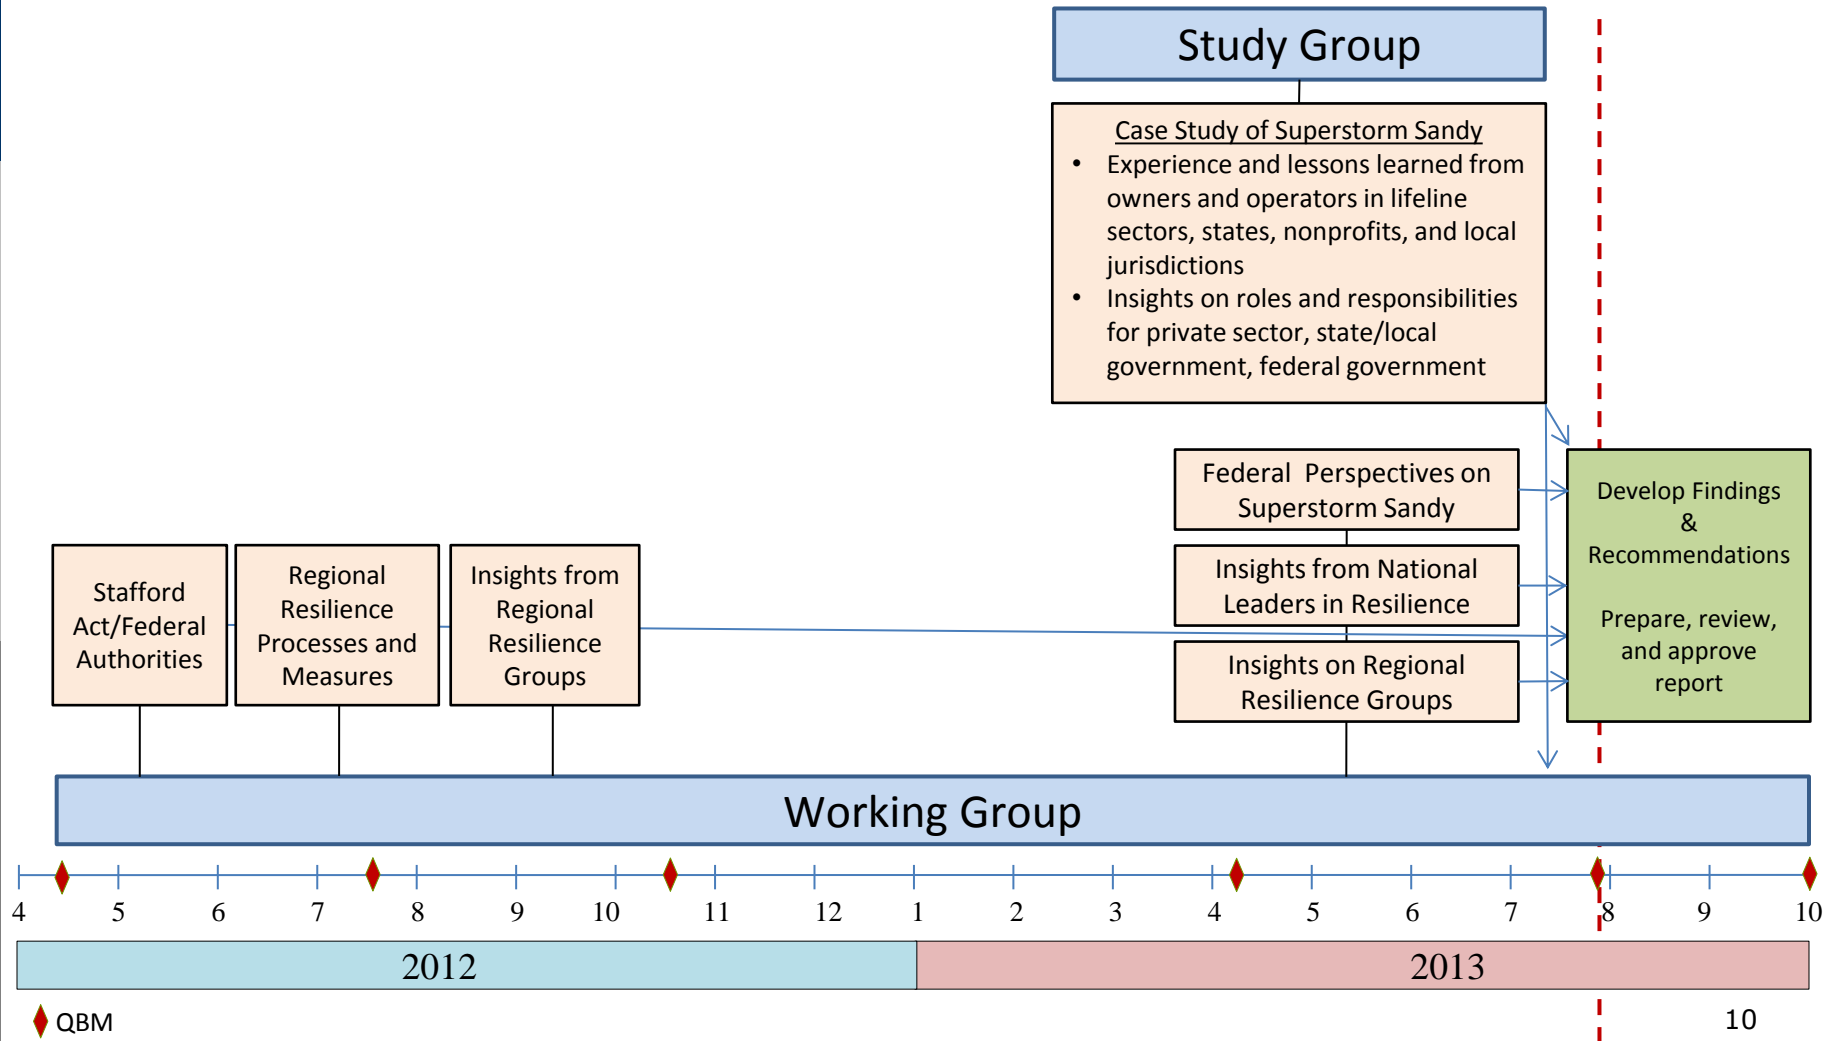 Study Group
Case Study of Superstorm Sandy
• Experience and lessons learned from
owners and operators in lifeline
sectors, states, nonprofits, and local
jurisdictions
• Insights on roles and responsibilities
for private sector, state/local
government, federal government
Federal Perspectives on
Superstorm Sandy
Insights from National
Leaders in Resilience
Insights on Regional
Resilience Groups
Develop Findings
&
Recommendations
Prepare, review,
and approve
report
Stafford
Act/Federal
Authorities
Regional
Resilience
Processes and
Measures
Insights from
Regional
Resilience
Groups
Working Group
4 5 6 7 8 9 10 11 12 1 2 3 4 5 6 7 8 9 10
2012 2013
QBM
10